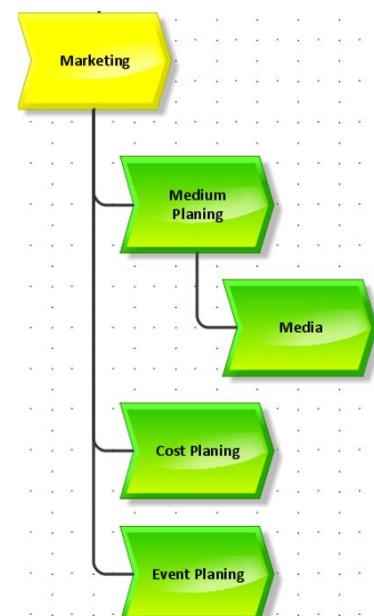 Marketing
Medium
Planing
Media
Cost Planing
Event Planing